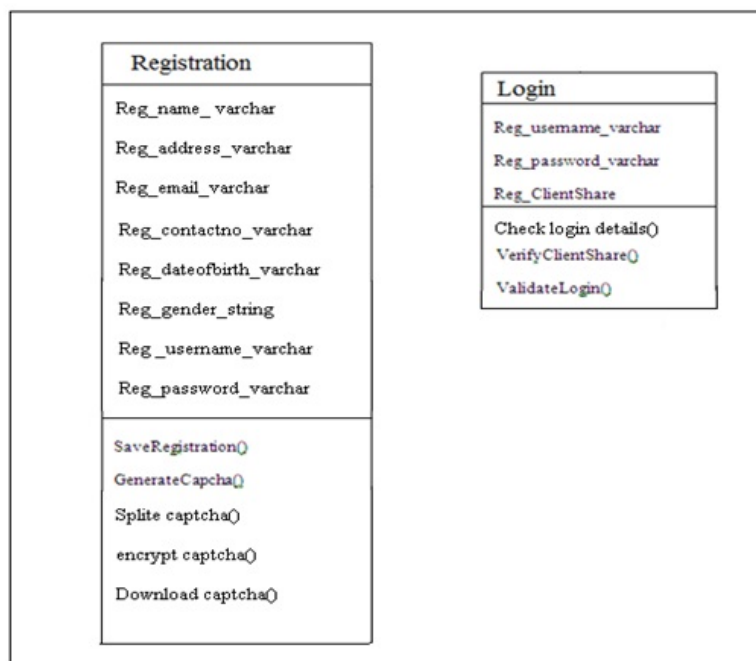 Registration
Reg_name_ varchar
Reg_address_varchar
Reg_email_varchar
Reg_contactno_varchar
Reg_dateofbirth_varchar
Reg_gender_string
Reg _username_varchar
Reg_password_varchar
SaveRegistration()
GenerateCapcha()
Splite captcha()
encrypt captcha()
Download captcha()
Login
Reg_username_varchar
Reg_password_varchar
Reg_ClientShare
Check login details()
VerifyClientShare()
ValidateLogin()